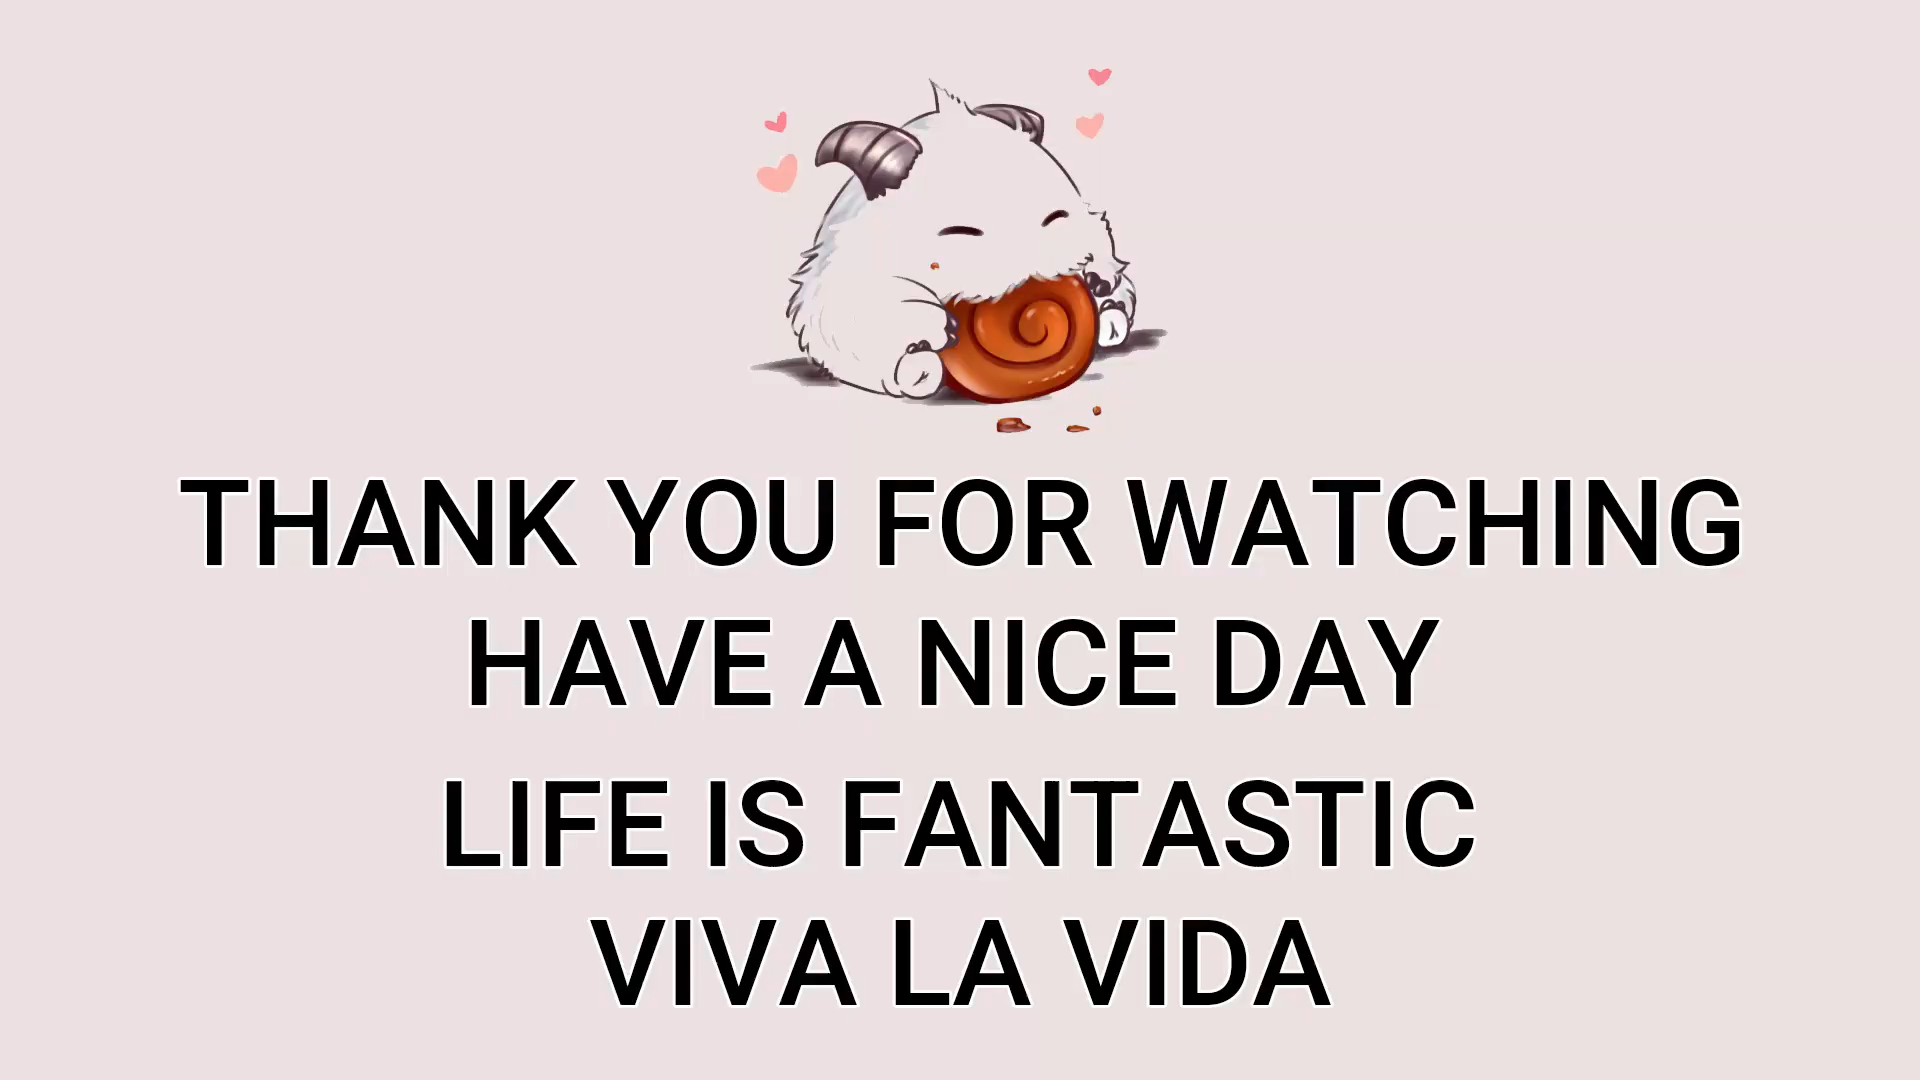 THANK YOU FOR WATCHING
HAVE A NICE DAY
LIFE IS FANTASTIC
VIVA LA VIDA